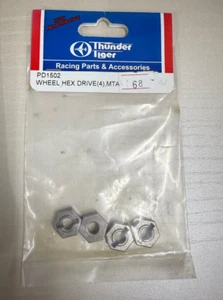 Thunder
Tiger
Racing Parts & Accessories
PD1502
WHEEL HEX DRIVE(4),MTA
68